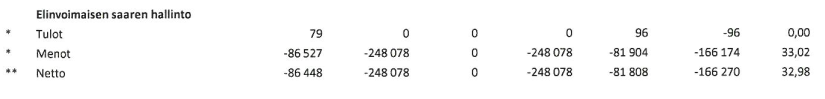 Elinvoimaisen saaren hallinto
* Tulot 79 0 0 0 96 -96 0,00
* Menot -86 527 -248 078 0 -248 078 -81 904 -166 174 33,02
** Netto -86 448 -248 078 0 -248 078 -81 808 -166 270 32,98